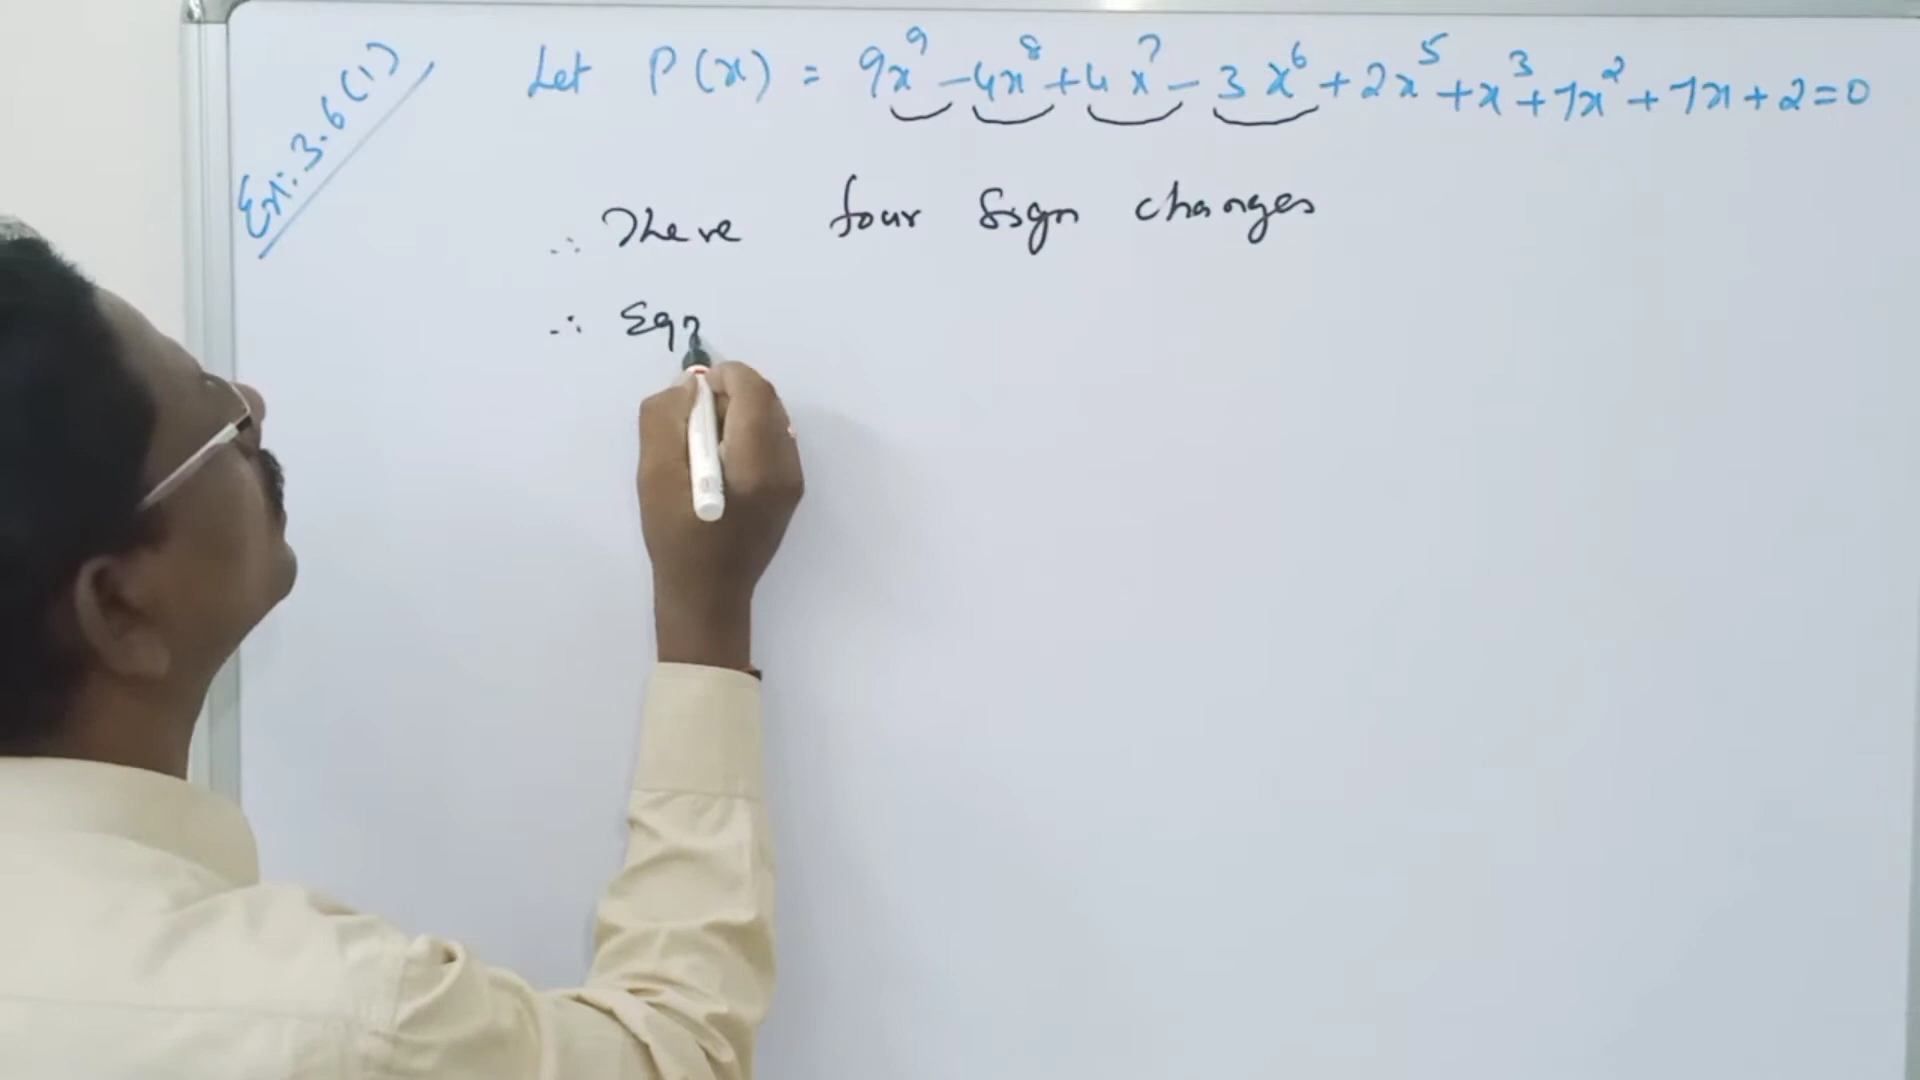 Ex: 3.6 (1)
Let P(x) = 9x⁹ - 4x⁸ + 4x⁷ - 3x⁶ + 2x⁵ + x³ + 7x² + 7x + 2 = 0
∴ There four sign changes
∴ Eqn